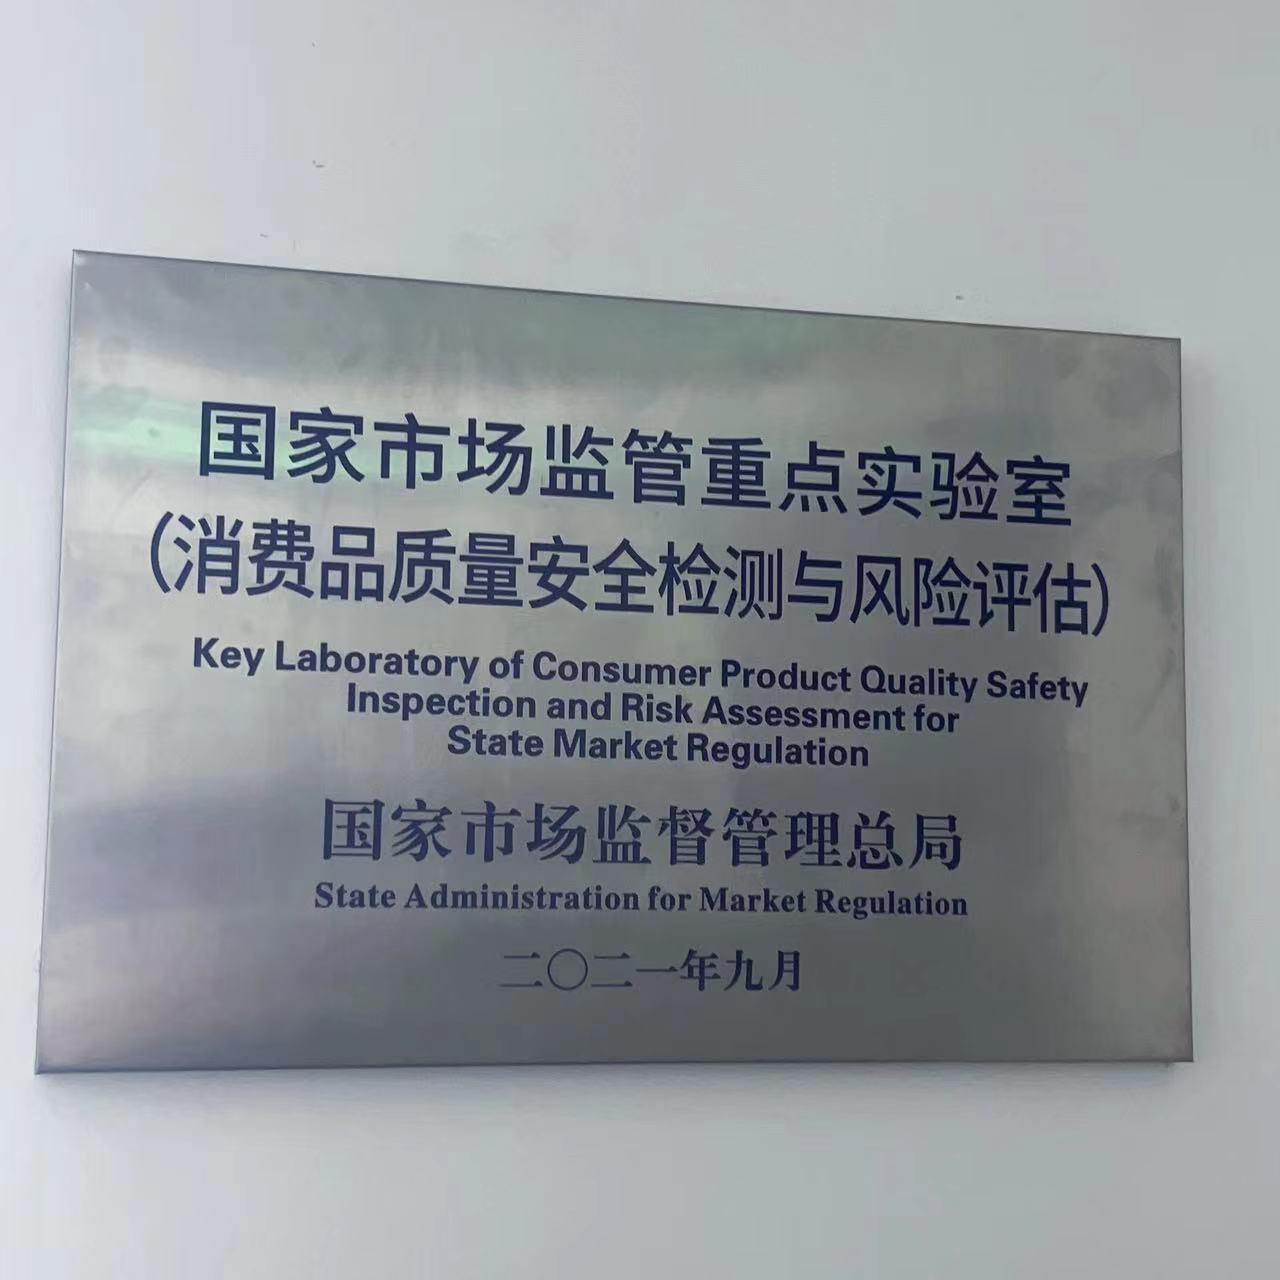 国家市场监管重点实验室
（消费品质量安全检测与风险评估）
Key Laboratory of Consumer Product Quality Safety
Inspection and Risk Assessment for
State Market Regulation
国家市场监督管理总局
State Administration for Market Regulation
二〇二一年九月